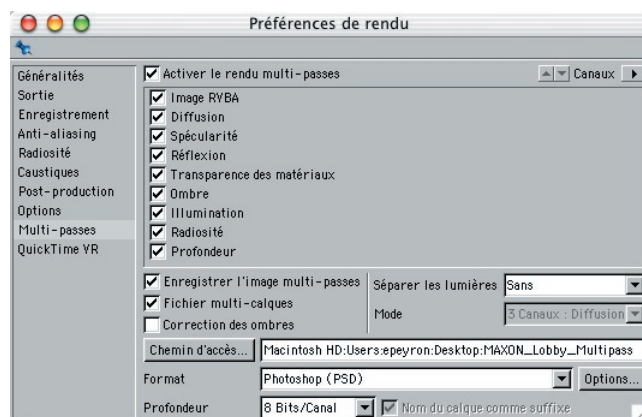 Préférences de rendu
Généralités
Sortie
Enregistrement
Anti-aliasing
Radiosité
Caustiques
Post-production
Options
Multi-passes
QuickTime VR
Activer le rendu multi-passes
Canaux
Image RVBA
Diffusion
Spécularité
Réflexion
Transparence des matériaux
Ombre
Illumination
Radiosité
Profondeur
Enregistrer l'image multi-passes
Fichier multi-calques
Correction des ombres
Séparer les lumières Sans
Mode 3 Canaux : Diffusion
Chemin d'accès... Macintosh HD:Users:epeyron:Desktop:MAXON_Lobby_Multipass
Format Photoshop (PSD) Options...
Profondeur 8 Bits/Canal Nom du calque comme suffixe